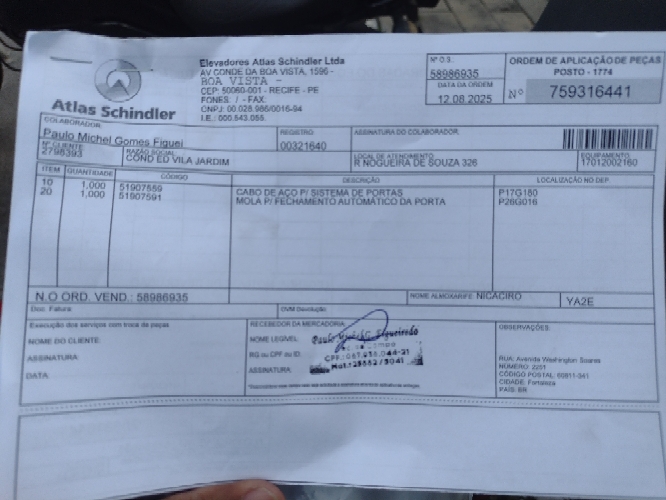 Atlas Schindler
Elevadores Atlas Schindler Ltda
AV CONDE DA BOA VISTA, 1596 -
BOA VISTA -
CEP: 50060-001 - RECIFE - PE
FONES: / - FAX:
CNPJ: 00.028.986/0016-94
I.E.: 000.543.055.
Nº O.S.
58986935
DATA DA ORDEM
12.08.2025
ORDEM DE APLICAÇÃO DE PEÇAS
POSTO - 1774
Nº 759316441
COLABORADOR
Paulo Michel Gomes Figuei
REGISTRO
00321640
ASSINATURA DO COLABORADOR
Nº CLIENTE
2798393
RAZÃO SOCIAL
COND ED VILA JARDIM
LOCAL DE ATENDIMENTO
R NOGUEIRA DE SOUZA 326
EQUIPAMENTO
17012002160
ITEM QUANTIDADE CÓDIGO DESCRIÇÃO LOCALIZAÇÃO NO DEP.
10 1,000 51907559 CABO DE AÇO P/ SISTEMA DE PORTAS P17G180
20 1,000 51907591 MOLA P/ FECHAMENTO AUTOMÁTICO DA PORTA P26G016
N.O ORD. VEND.: 58986935
NOME ALMOXARIFE: NICACIRO
YA2E
Doc. Fatura:
OVM Devolução
Execução dos serviços com troca de peças
NOME DO CLIENTE:
ASSINATURA:
DATA:
RECEBEDOR DA MERCADORIA:
NOME LEGÍVEL:
RG ou CPF ou ID:
ASSINATURA:
OBSERVAÇÕES:
RUA: Avenida Washington Soares
NÚMERO: 2231
CÓDIGO POSTAL: 60811-341
CIDADE: Fortaleza
PAÍS: BR